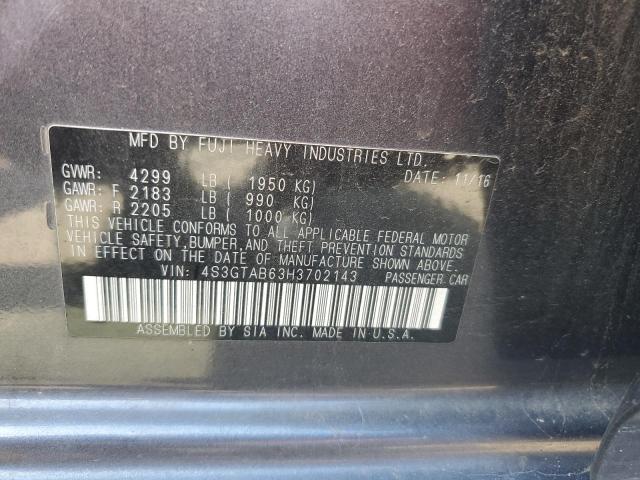 MFD BY FUJI HEAVY INDUSTRIES LTD.
GVWR: 4299 LB ( 1950 KG) DATE: 11/16
GAWR: F 2183 LB ( 990 KG)
GAWR: R 2205 LB ( 1000 KG)
THIS VEHICLE CONFORMS TO ALL APPLICABLE FEDERAL MOTOR
VEHICLE SAFETY, BUMPER, AND THEFT PREVENTION STANDARDS
IN EFFECT ON THE DATE OF MANUFACTURE SHOWN ABOVE.
VIN: 4S3GTAB63H3702143 PASSENGER CAR
ASSEMBLED BY SIA INC. MADE IN U.S.A.